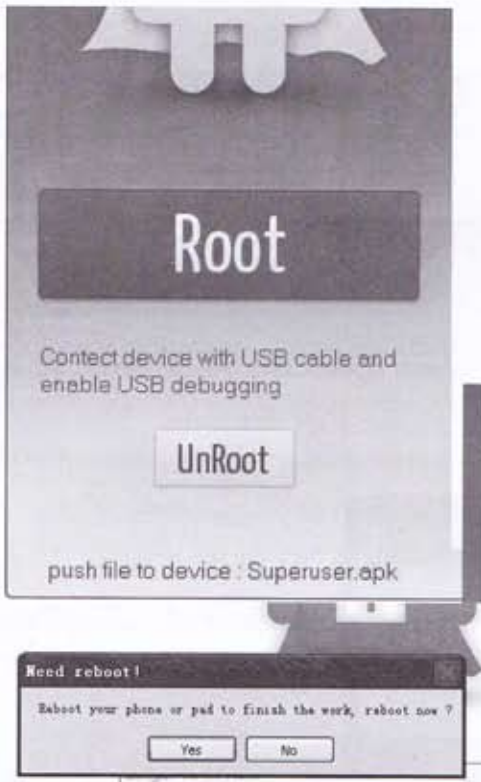 Root
Contect device with USB cable and
enable USB debugging
UnRoot
push file to device : Superuser.apk
Need reboot!
Reboot your phone or pad to finish the work, reboot now ?
Yes
No